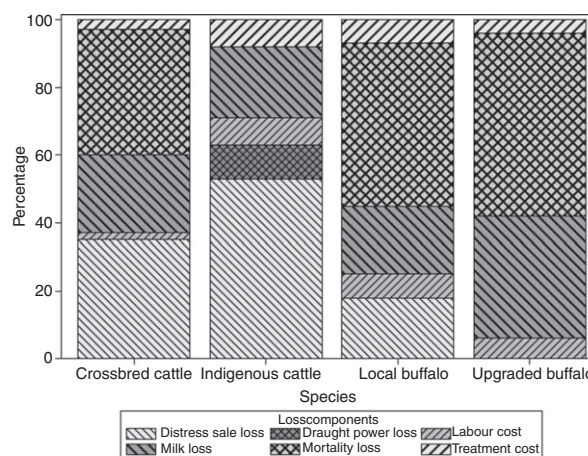 100
80
60
40
20
0
Percentage
Crossbred cattle Indigenous cattle Local buffalo Upgraded buffalo
Species
Losscomponents
Distress sale loss Draught power loss Labour cost
Milk loss Mortality loss Treatment cost